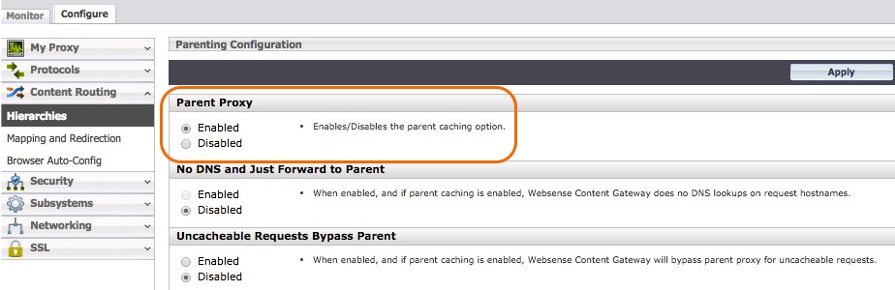 Monitor
Configure
My Proxy
Protocols
Content Routing
Hierarchies
Mapping and Redirection
Browser Auto-Config
Security
Subsystems
Networking
SSL
Parenting Configuration
Apply
Parent Proxy
Enabled
• Enables/Disables the parent caching option.
Disabled
No DNS and Just Forward to Parent
Enabled
• When enabled, and if parent caching is enabled, Websense Content Gateway does no DNS lookups on request hostnames.
Disabled
Uncacheable Requests Bypass Parent
Enabled
• When enabled, and if parent caching is enabled, Websense Content Gateway will bypass parent proxy for uncacheable requests.
Disabled